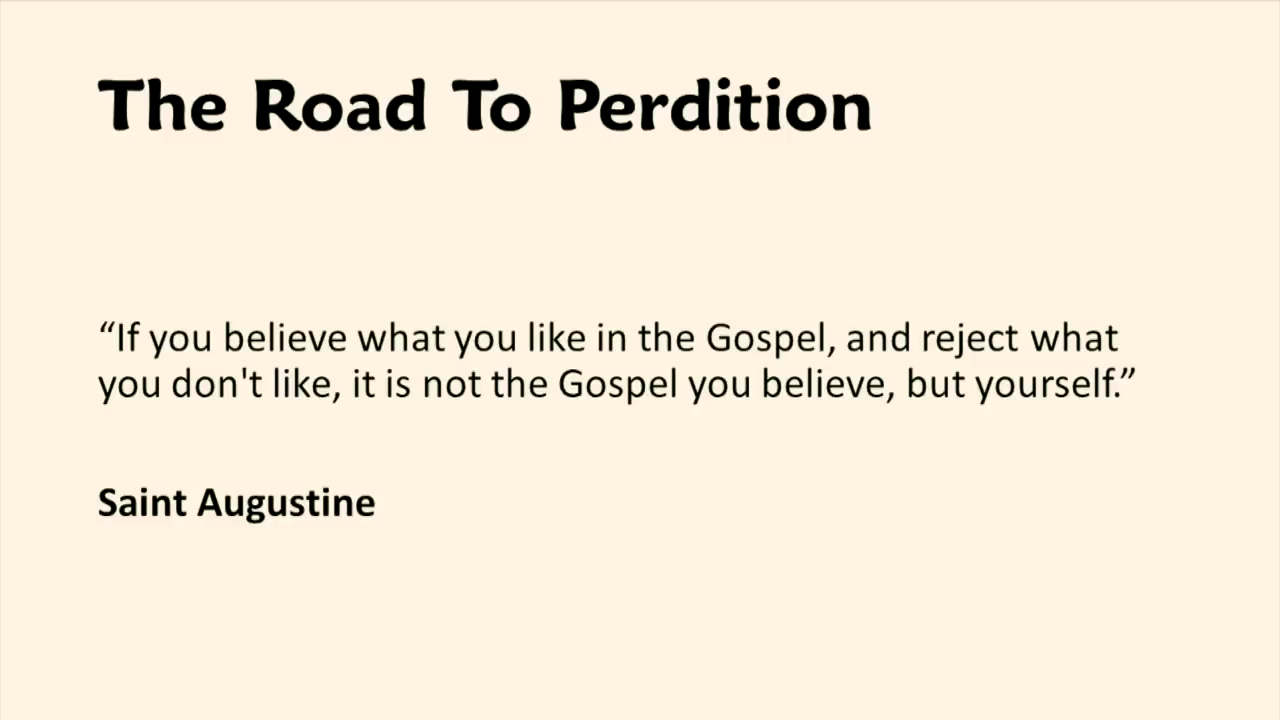 The Road To Perdition
“If you believe what you like in the Gospel, and reject what
you don't like, it is not the Gospel you believe, but yourself.”
Saint Augustine